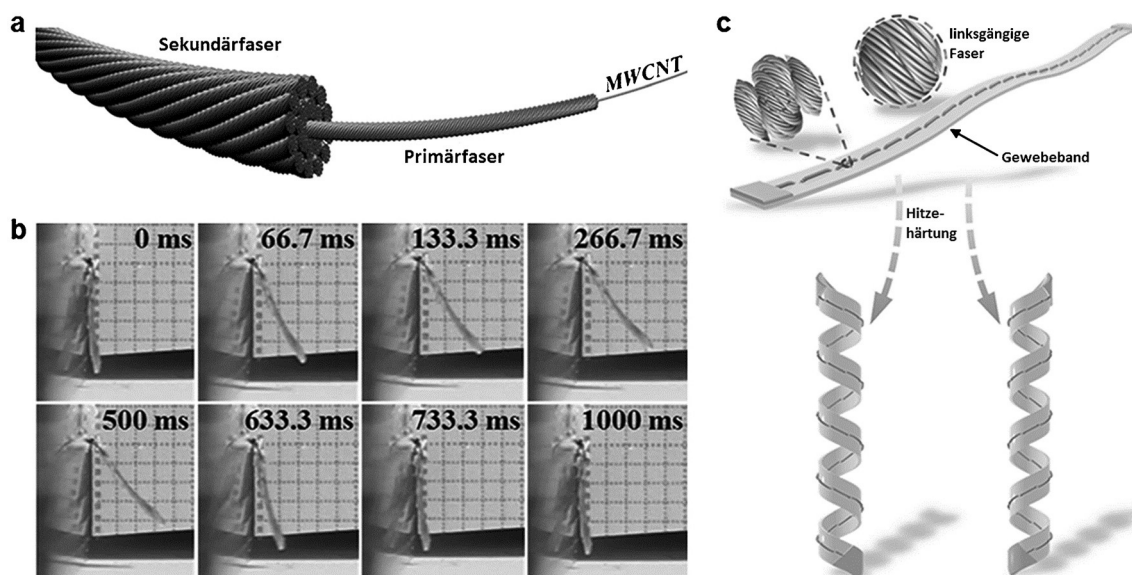 a
Sekundärfaser
MWCNT
Primärfaser
b
0 ms
66.7 ms
133.3 ms
266.7 ms
500 ms
633.3 ms
733.3 ms
1000 ms
c
linksgängige
Faser
Gewebeband
Hitze-
härtung